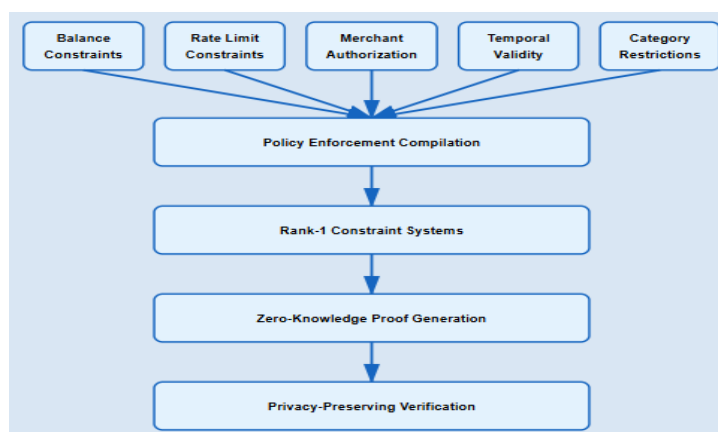 Balance
Constraints
Rate Limit
Constraints
Merchant
Authorization
Temporal
Validity
Category
Restrictions
Policy Enforcement Compilation
Rank-1 Constraint Systems
Zero-Knowledge Proof Generation
Privacy-Preserving Verification